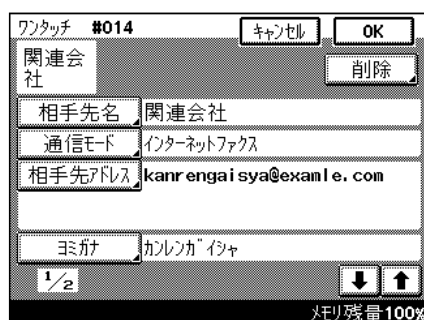 ワンタッチ #014 キャンセル OK
関連会
社
削除
相手先名 関連会社
通信モード インターネットファクス
相手先アドレス kanrengaisya@examle.com
ヨミガナ カンレンガイシャ
1/2
メモリ残量100%